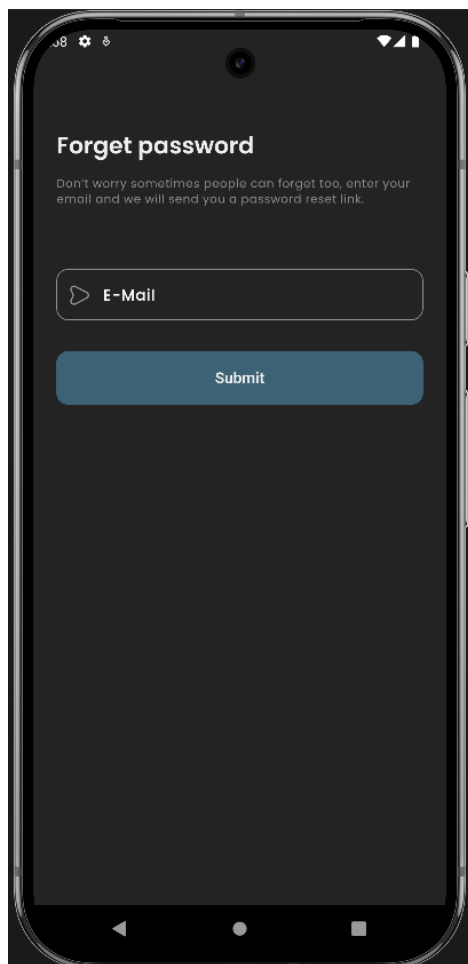 Forget password
Don't worry sometimes people can forget too, enter your
email and we will send you a password reset link.
E-Mail
Submit